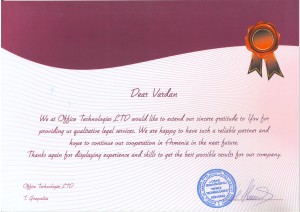 Dear Vardan
We at Office Technologies LTD would like to extend our sincere gratitude to You for
providing us qualitative legal services. We are happy to have such a reliable partner and
hope to continue our cooperation in Armenia in the near future.
Thanks again for displaying experience and skills to get the best possible results for our company.
Office Technologies LTD